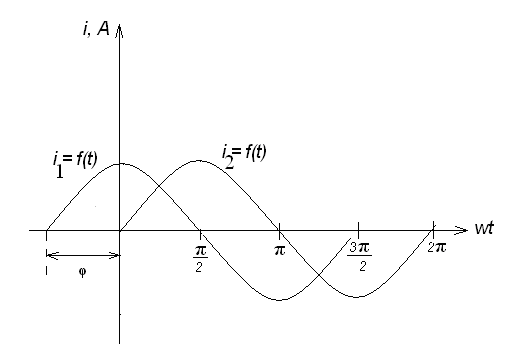 i, A
i₁= f(t)
i₂= f(t)
wt
π/2
π
3π/2
2π
φ